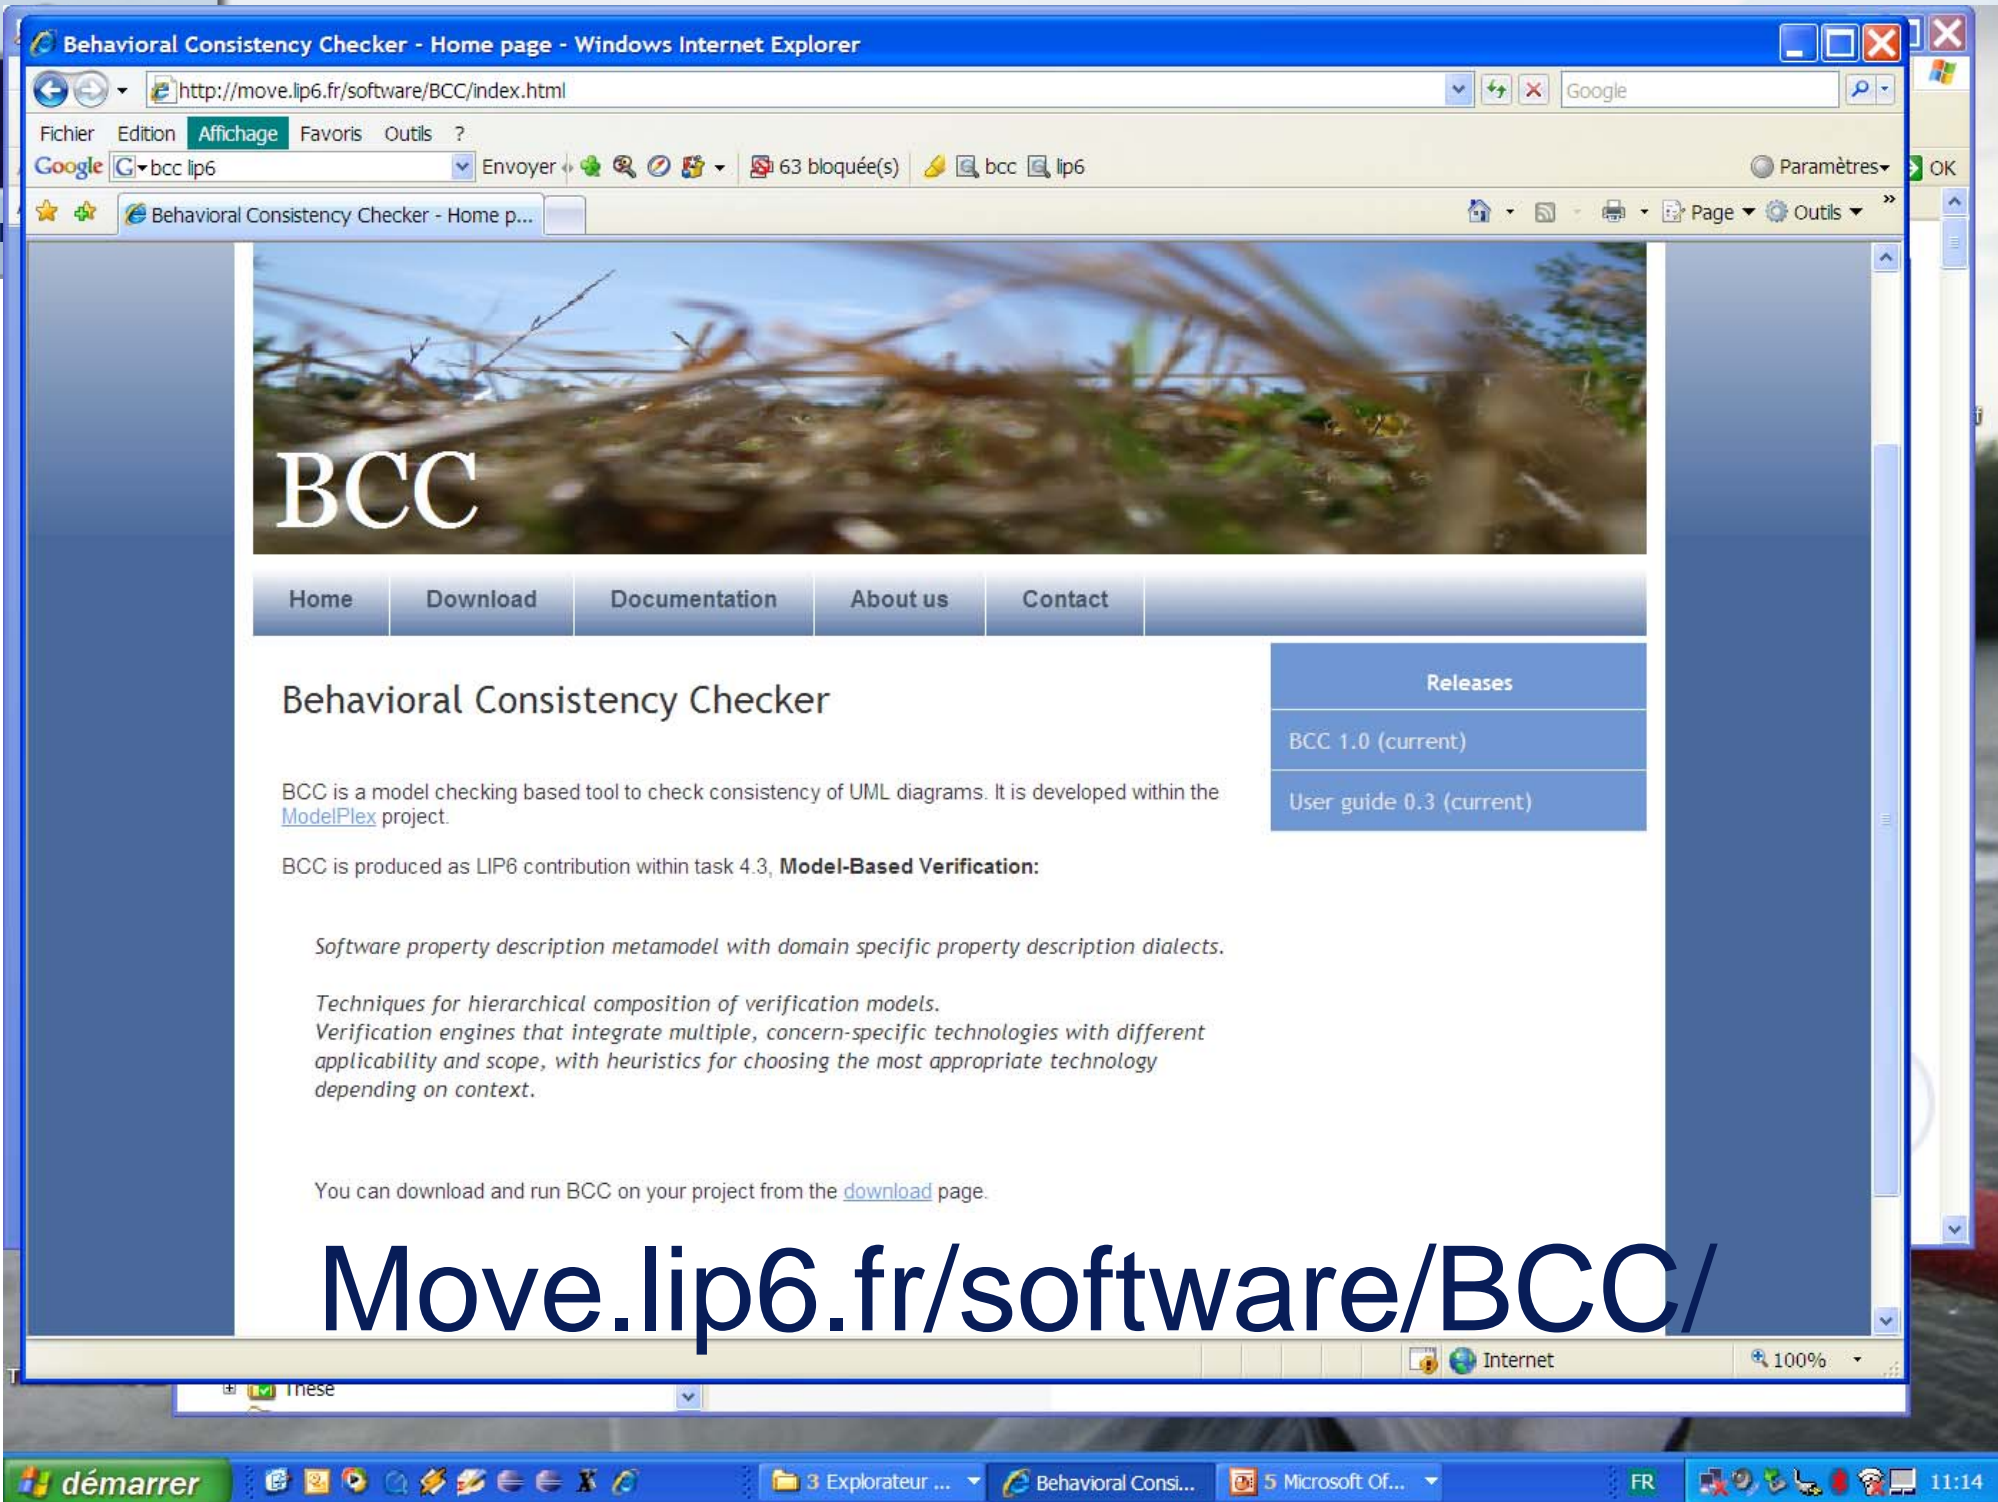 Behavioral Consistency Checker - Home page - Windows Internet Explorer
http://move.lip6.fr/software/BCC/index.html
Google
Fichier Edition Affichage Favoris Outils ?
Google G bcc lip6 Envoyer 63 bloquée(s) bcc lip6 Paramètres OK
Behavioral Consistency Checker - Home p... Page Outils »
BCC
Home Download Documentation About us Contact
Behavioral Consistency Checker
BCC is a model checking based tool to check consistency of UML diagrams. It is developed within the
ModelPlex project.
BCC is produced as LIP6 contribution within task 4.3, Model-Based Verification:
Software property description metamodel with domain specific property description dialects.
Techniques for hierarchical composition of verification models.
Verification engines that integrate multiple, concern-specific technologies with different
applicability and scope, with heuristics for choosing the most appropriate technology
depending on context.
You can download and run BCC on your project from the download page.
Releases
BCC 1.0 (current)
User guide 0.3 (current)
Move.lip6.fr/software/BCC/
Internet 100%
These
démarrer 3 Explorateur ... Behavioral Consi... 5 Microsoft Of... FR 11:14